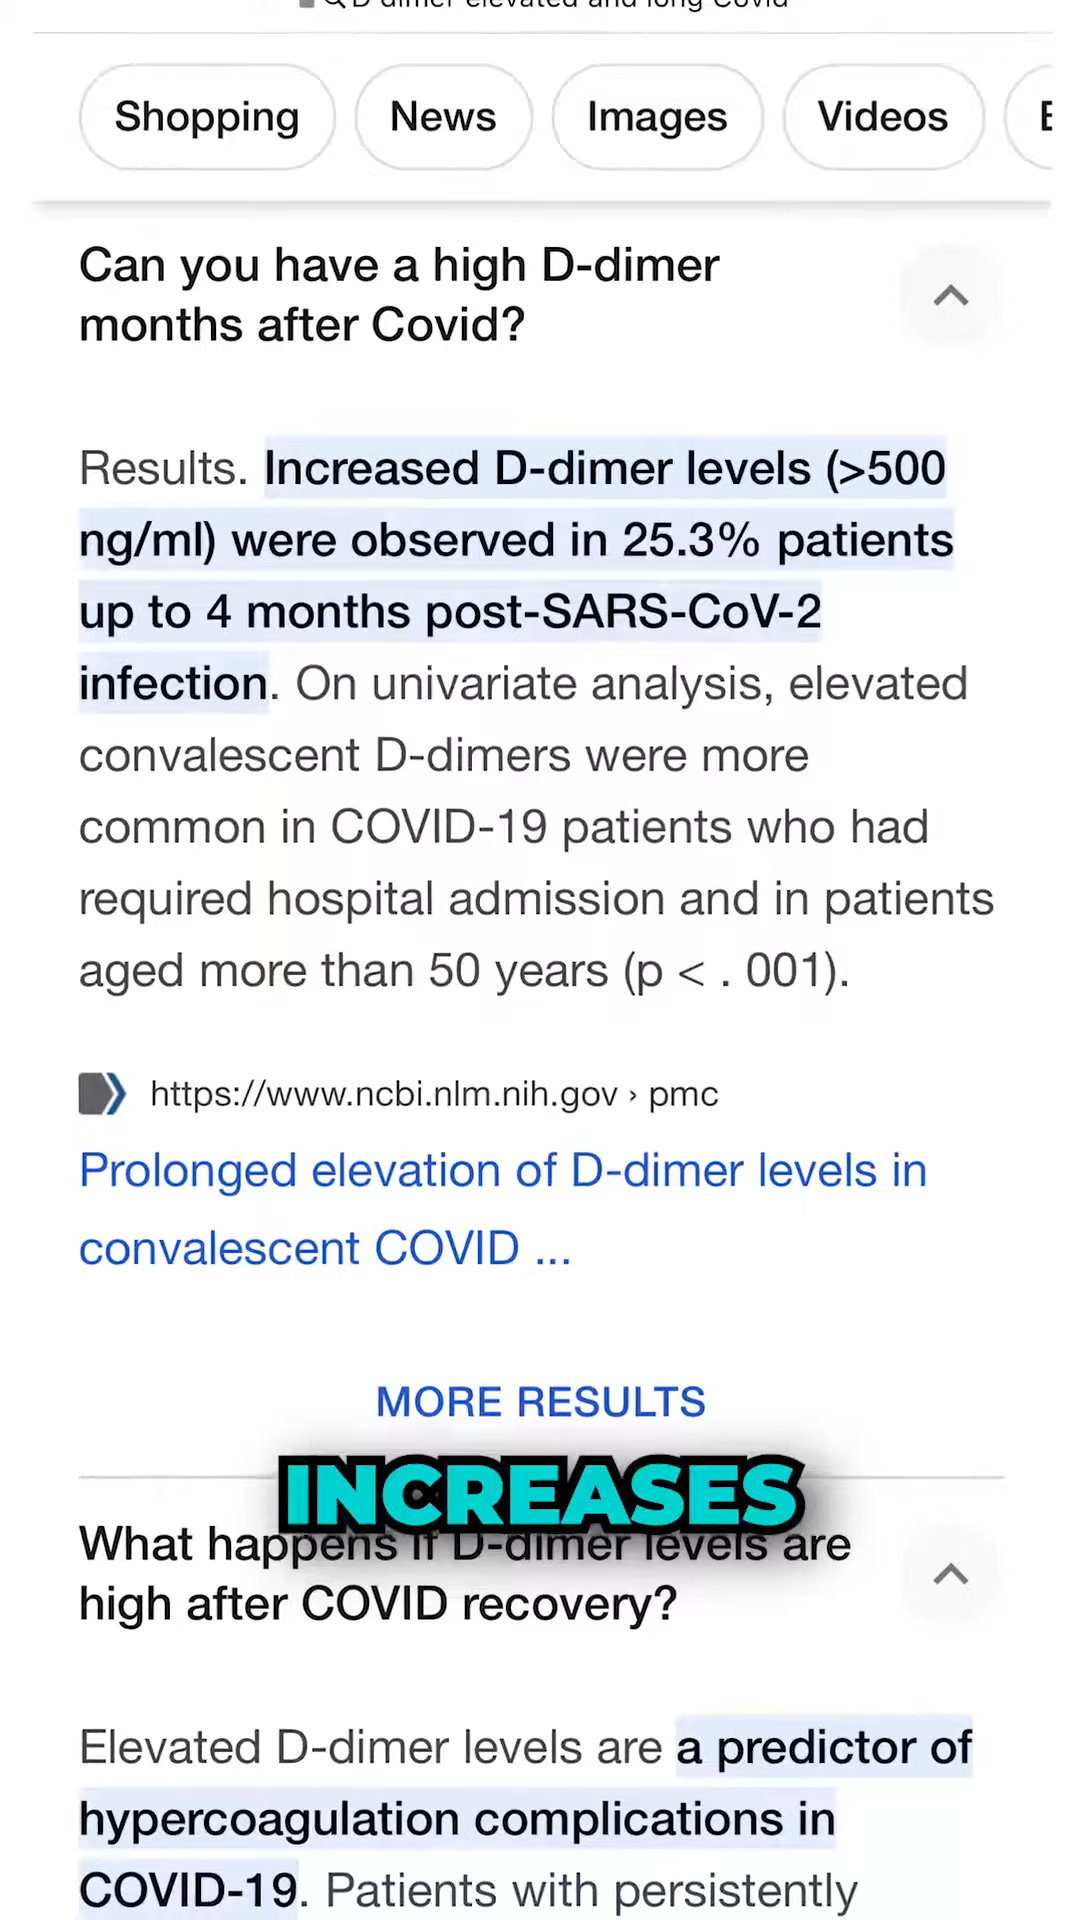 D dimer elevated and long Covid
Shopping
News
Images
Videos
Can you have a high D-dimer
months after Covid?
Results. Increased D-dimer levels (>500
ng/ml) were observed in 25.3% patients
up to 4 months post-SARS-CoV-2
infection. On univariate analysis, elevated
convalescent D-dimers were more
common in COVID-19 patients who had
required hospital admission and in patients
aged more than 50 years (p < . 001).
https://www.ncbi.nlm.nih.gov › pmc
Prolonged elevation of D-dimer levels in
convalescent COVID ...
MORE RESULTS
INCREASES
What happens if D-dimer levels are
high after COVID recovery?
Elevated D-dimer levels are a predictor of
hypercoagulation complications in
COVID-19. Patients with persistently